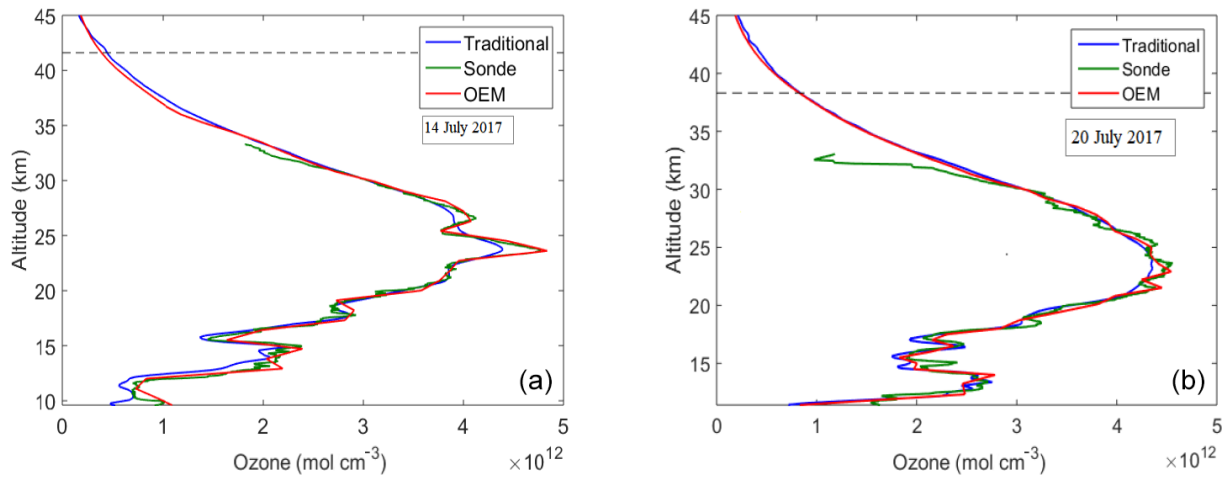 45
40
35
30
25
20
15
10
Altitude (km)
Traditional
Sonde
OEM
14 July 2017
(a)
0 1 2 3 4 5
Ozone (mol cm⁻³)
×10¹²
45
40
35
30
25
20
15
Altitude (km)
Traditional
Sonde
OEM
20 July 2017
(b)
0 1 2 3 4 5
Ozone (mol cm⁻³)
×10¹²